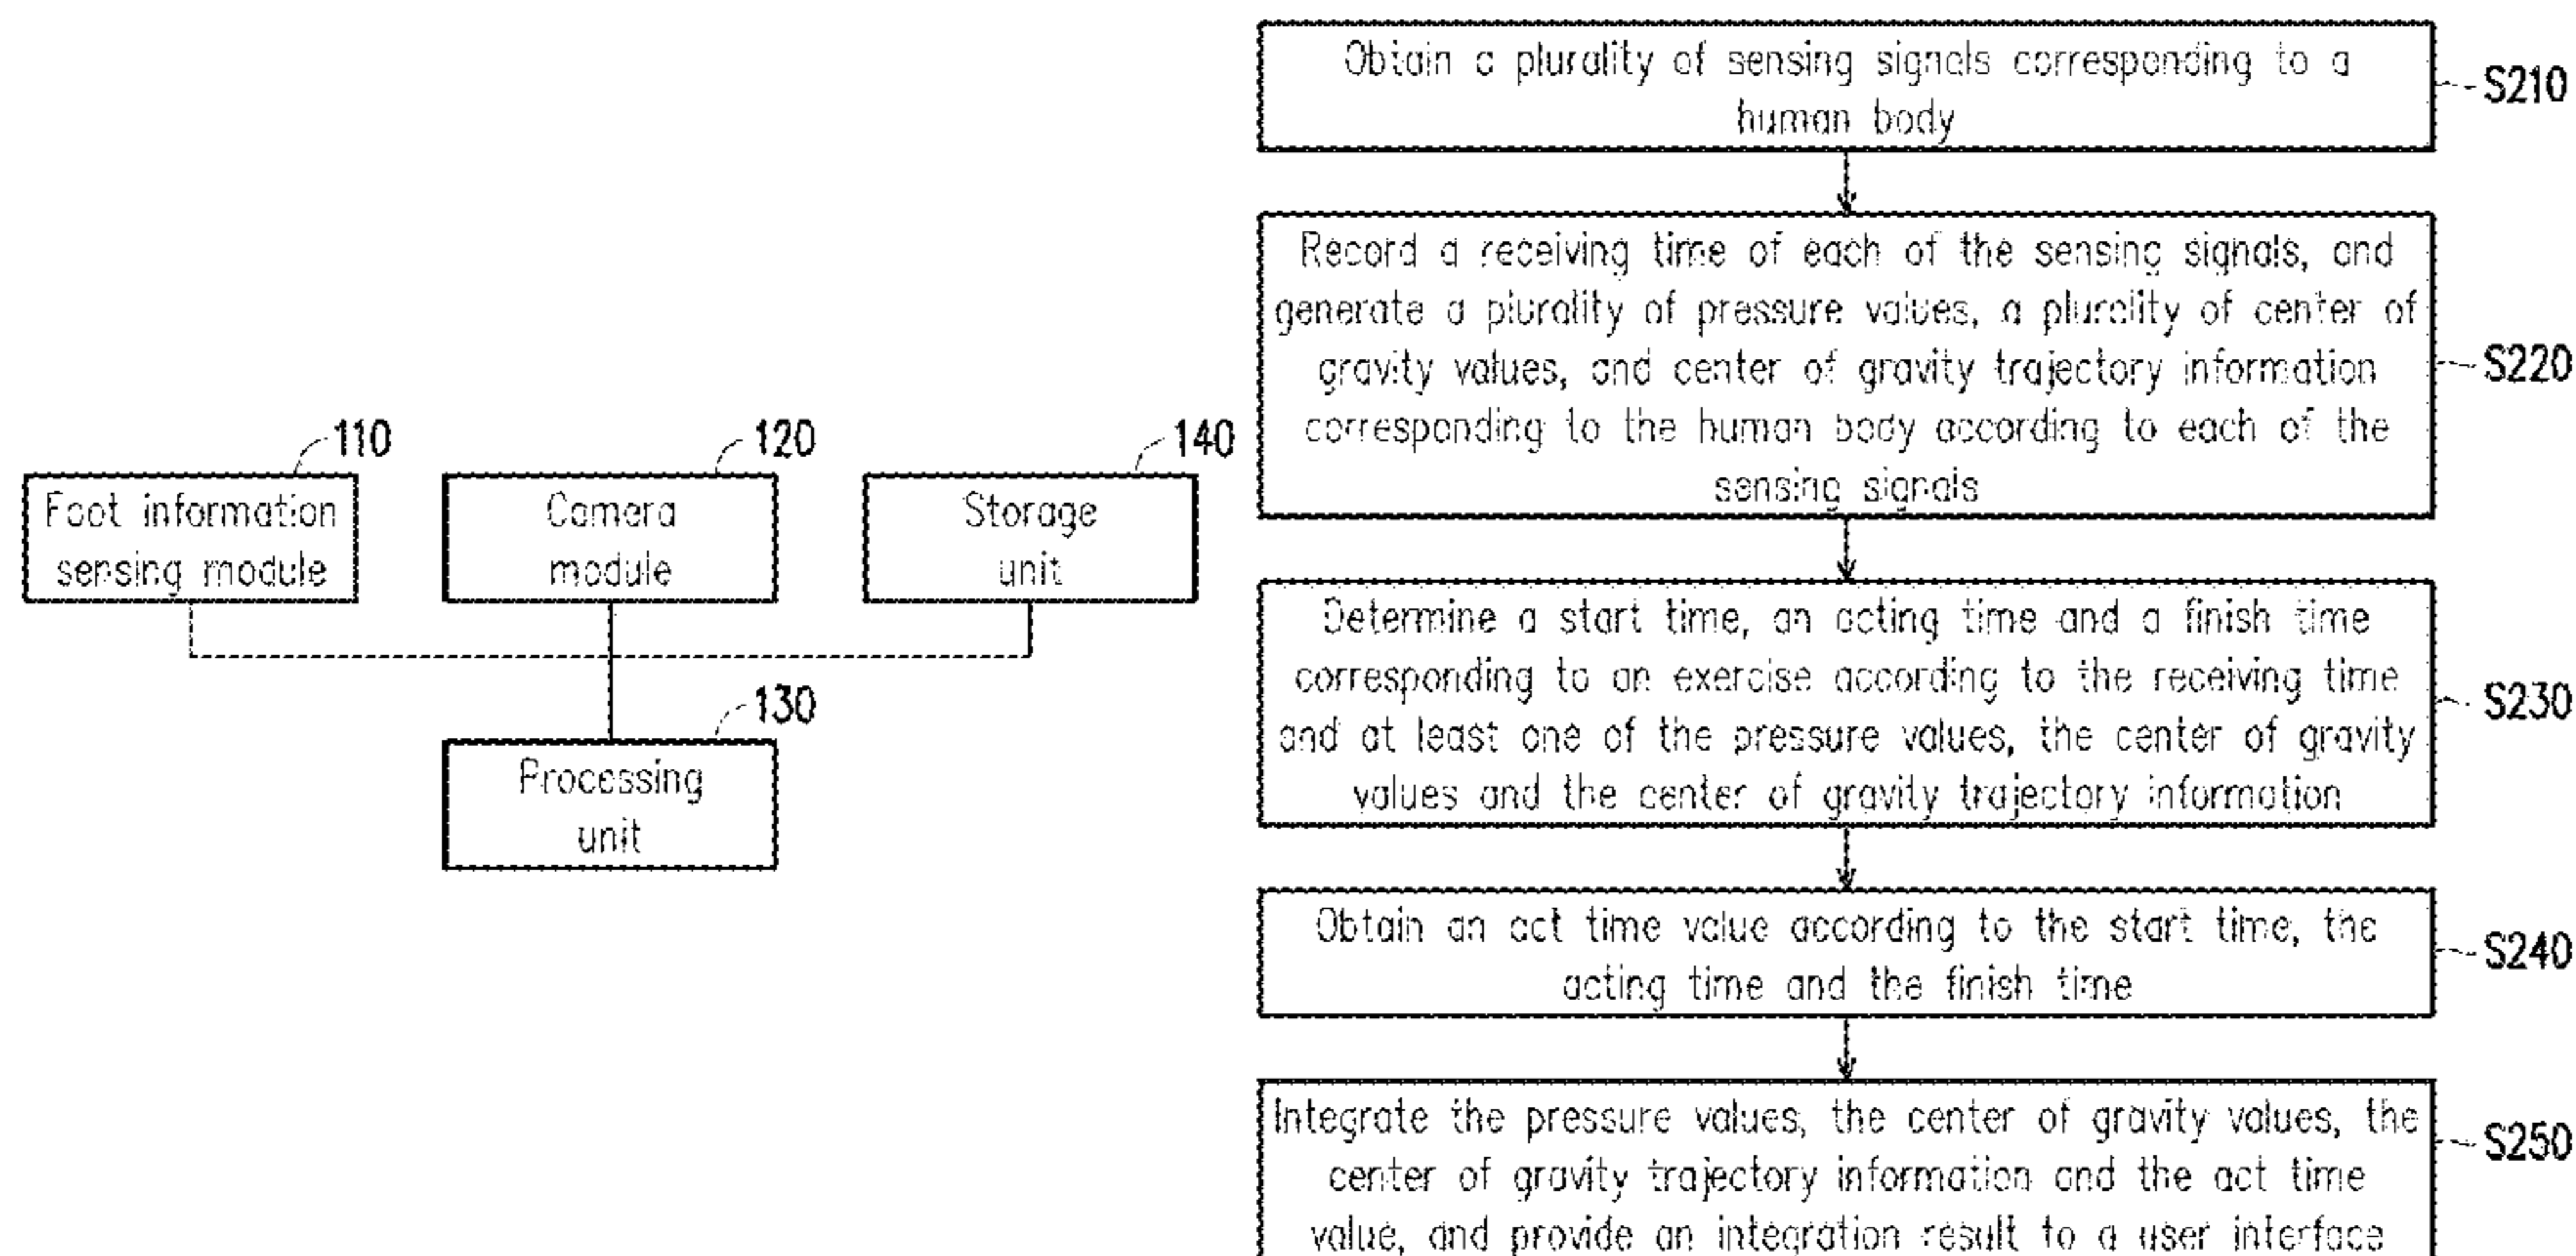 110
120
140
Foot information
sensing module
Camera
module
Storage
unit
130
Processing
unit
Obtain a plurality of sensing signals corresponding to a
human body
S210
Record a receiving time of each of the sensing signals, and
generate a plurality of pressure values, a plurality of center of
gravity values, and center of gravity trajectory information
corresponding to the human body according to each of the
sensing signals
S220
Determine a start time, an acting time and a finish time
corresponding to an exercise according to the receiving time
and at least one of the pressure values, the center of gravity
values and the center of gravity trajectory information
S230
Obtain an act time value according to the start time, the
acting time and the finish time
S240
Integrate the pressure values, the center of gravity values, the
center of gravity trajectory information and the act time
value, and provide an integration result to a user interface
S250